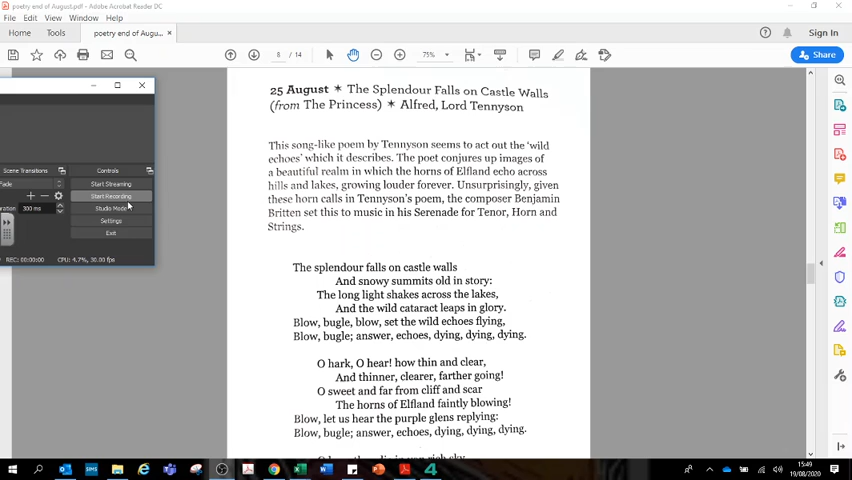 poetry end of August.pdf - Adobe Acrobat Reader DC
File Edit View Window Help
Home Tools poetry end of Augu... ×
Sign In
8 / 14
75%
Share
25 August ✶ The Splendour Falls on Castle Walls
(from The Princess) ✶ Alfred, Lord Tennyson
This song-like poem by Tennyson seems to act out the 'wild
echoes' which it describes. The poet conjures up images of
a beautiful realm in which the horns of Elfland echo across
hills and lakes, growing louder forever. Unsurprisingly, given
these horn calls in Tennyson's poem, the composer Benjamin
Britten set this to music in his Serenade for Tenor, Horn and
Strings.
The splendour falls on castle walls
And snowy summits old in story:
The long light shakes across the lakes,
And the wild cataract leaps in glory.
Blow, bugle, blow, set the wild echoes flying,
Blow, bugle; answer, echoes, dying, dying, dying.
O hark, O hear! how thin and clear,
And thinner, clearer, farther going!
O sweet and far from cliff and scar
The horns of Elfland faintly blowing!
Blow, let us hear the purple glens replying:
Blow, bugle; answer, echoes, dying, dying, dying.
Scene Transitions
Controls
Fade
Start Streaming
Start Recording
300 ms
Studio Mode
Settings
Exit
REC: 00:00:00 CPU: 4.7%, 30.00 fps
SIMS
15:49
19/08/2020